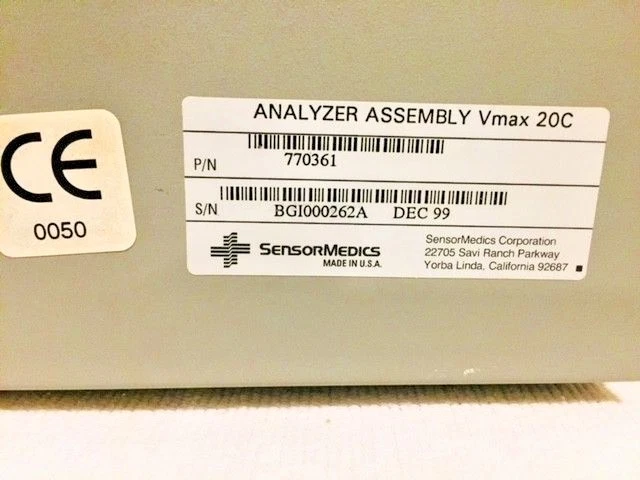 ANALYZER ASSEMBLY Vmax 20C
P/N 770361
S/N BGI000262A DEC 99
SENSORMEDICS
MADE IN U.S.A.
SensorMedics Corporation
22705 Savi Ranch Parkway
Yorba Linda, California 92687
CE
0050